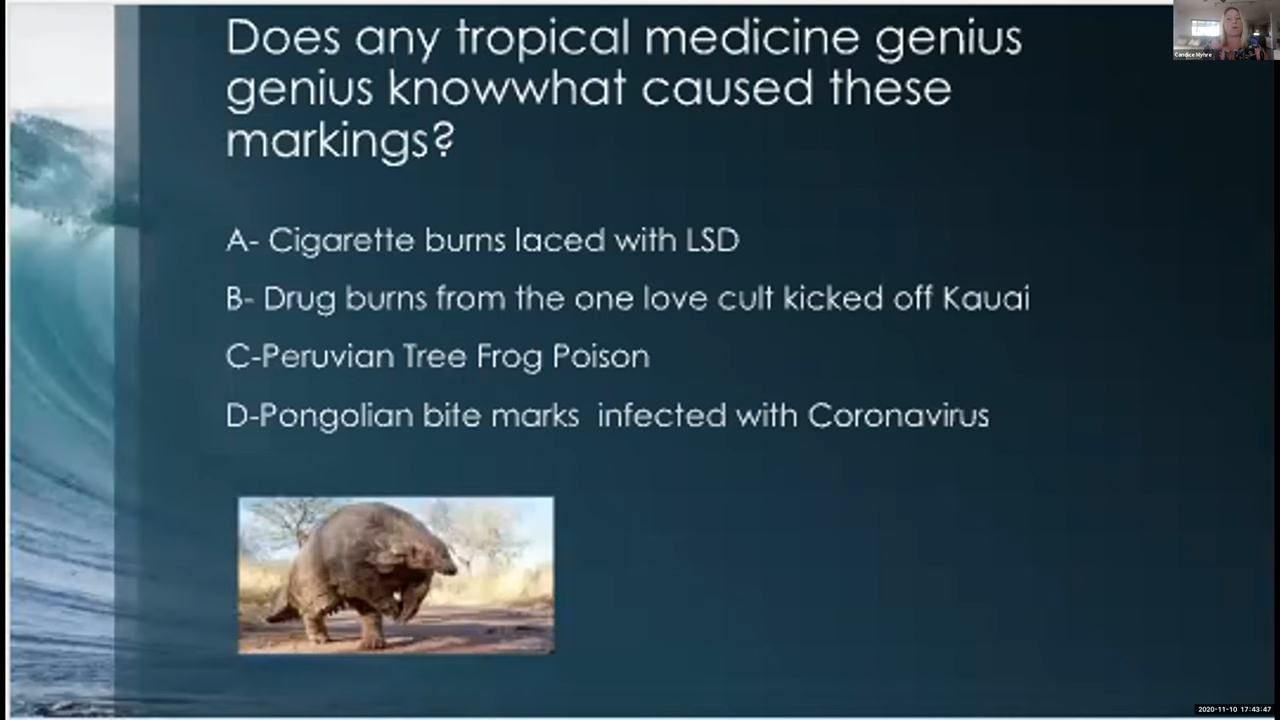 Does any tropical medicine genius
genius knowwhat caused these
markings?
A- Cigarette burns laced with LSD
B- Drug burns from the one love cult kicked off Kauai
C-Peruvian Tree Frog Poison
D-Pongolian bite marks  infected with Coronavirus
Candice Myhre
2020-11-10 17:43:47